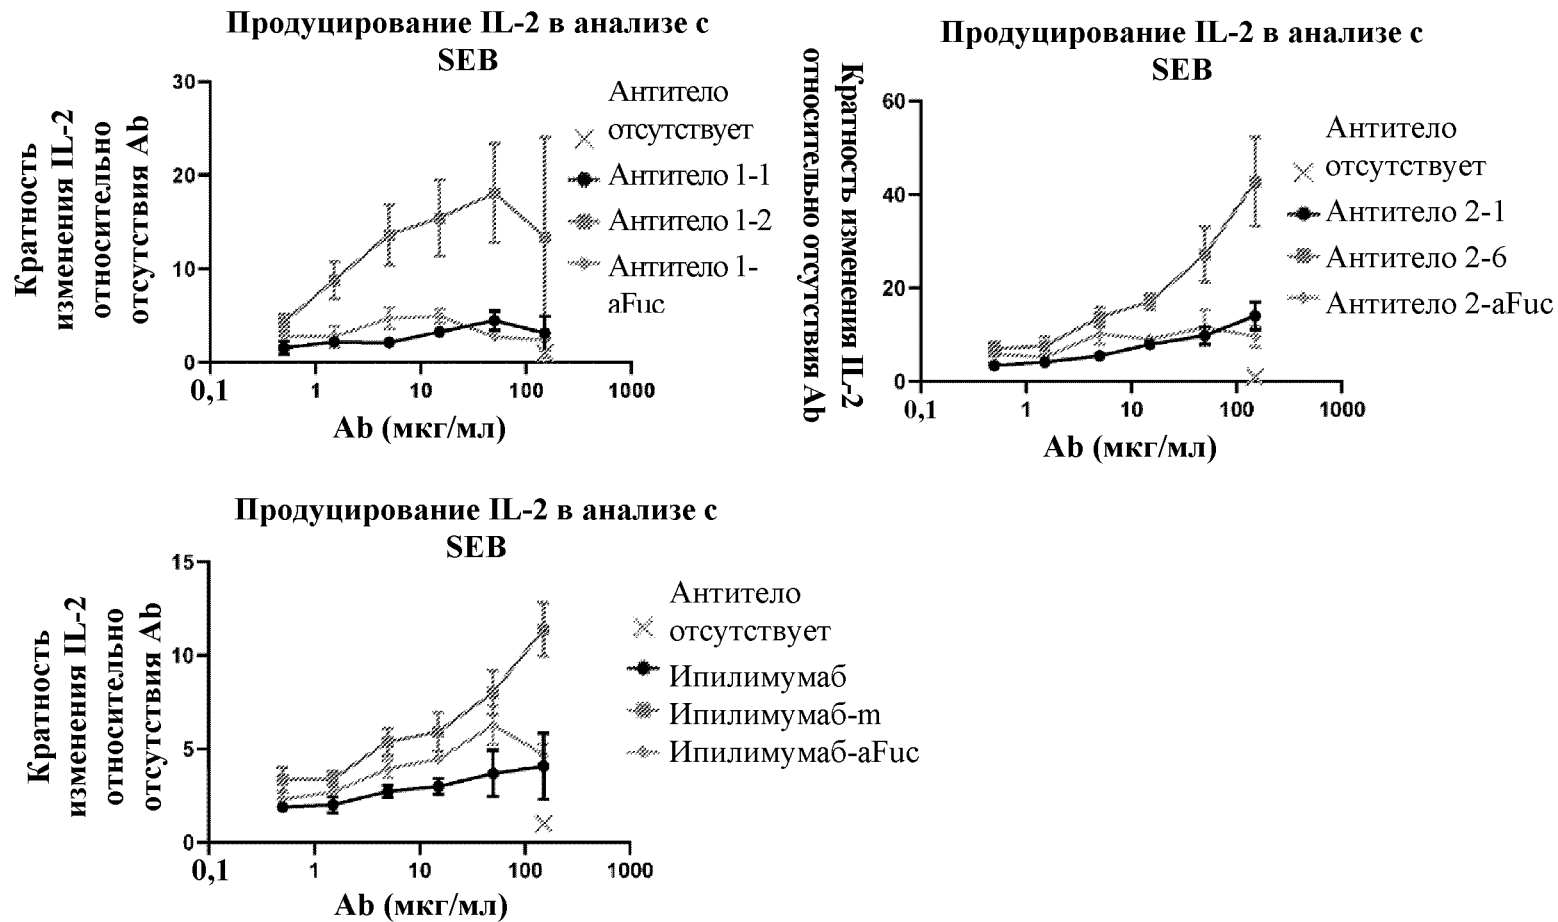 Продуцирование IL-2 в анализе с
SEB
Кратность
изменения IL-2
относительно
отсутствия Ab
30
20
10
0
0,1
1
10
100
1000
Ab (мкг/мл)
Антитело
отсутствует
Антитело 1-1
Антитело 1-2
Антитело 1-
aFuc
Продуцирование IL-2 в анализе с
SEB
Кратность изменения IL-2
относительно отсутствия Ab
60
40
20
0
0,1
1
10
100
1000
Ab (мкг/мл)
Антитело
отсутствует
Антитело 2-1
Антитело 2-6
Антитело 2-aFuc
Продуцирование IL-2 в анализе с
SEB
Кратность
изменения IL-2
относительно
отсутствия Ab
15
10
5
0
0,1
1
10
100
1000
Ab (мкг/мл)
Антитело
отсутствует
Ипилимумаб
Ипилимумаб-m
Ипилимумаб-aFuc